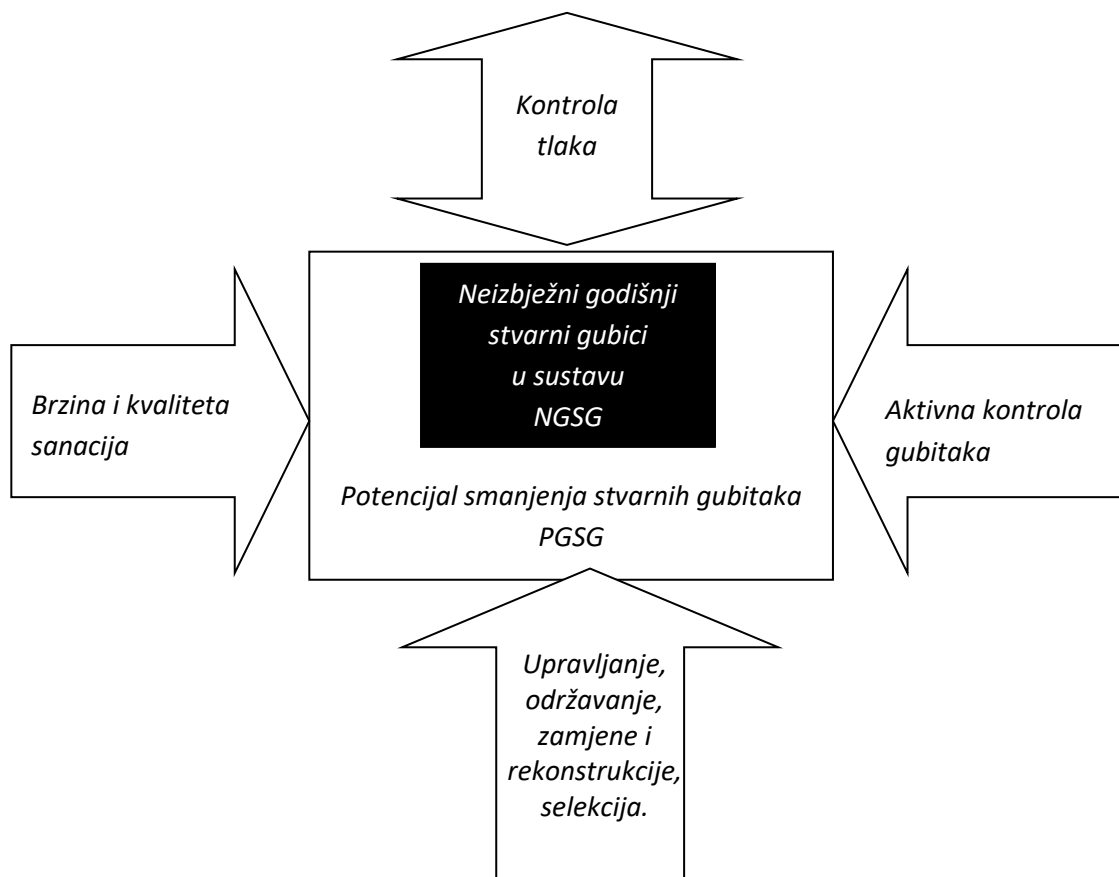 Kontrola
tlaka
Neizbježni godišnji
stvarni gubici
u sustavu
NGSG
Brzina i kvaliteta
sanacija
Aktivna kontrola
gubitaka
Potencijal smanjenja stvarnih gubitaka
PGSG
Upravljanje,
održavanje,
zamjene i
rekonstrukcije,
selekcija.